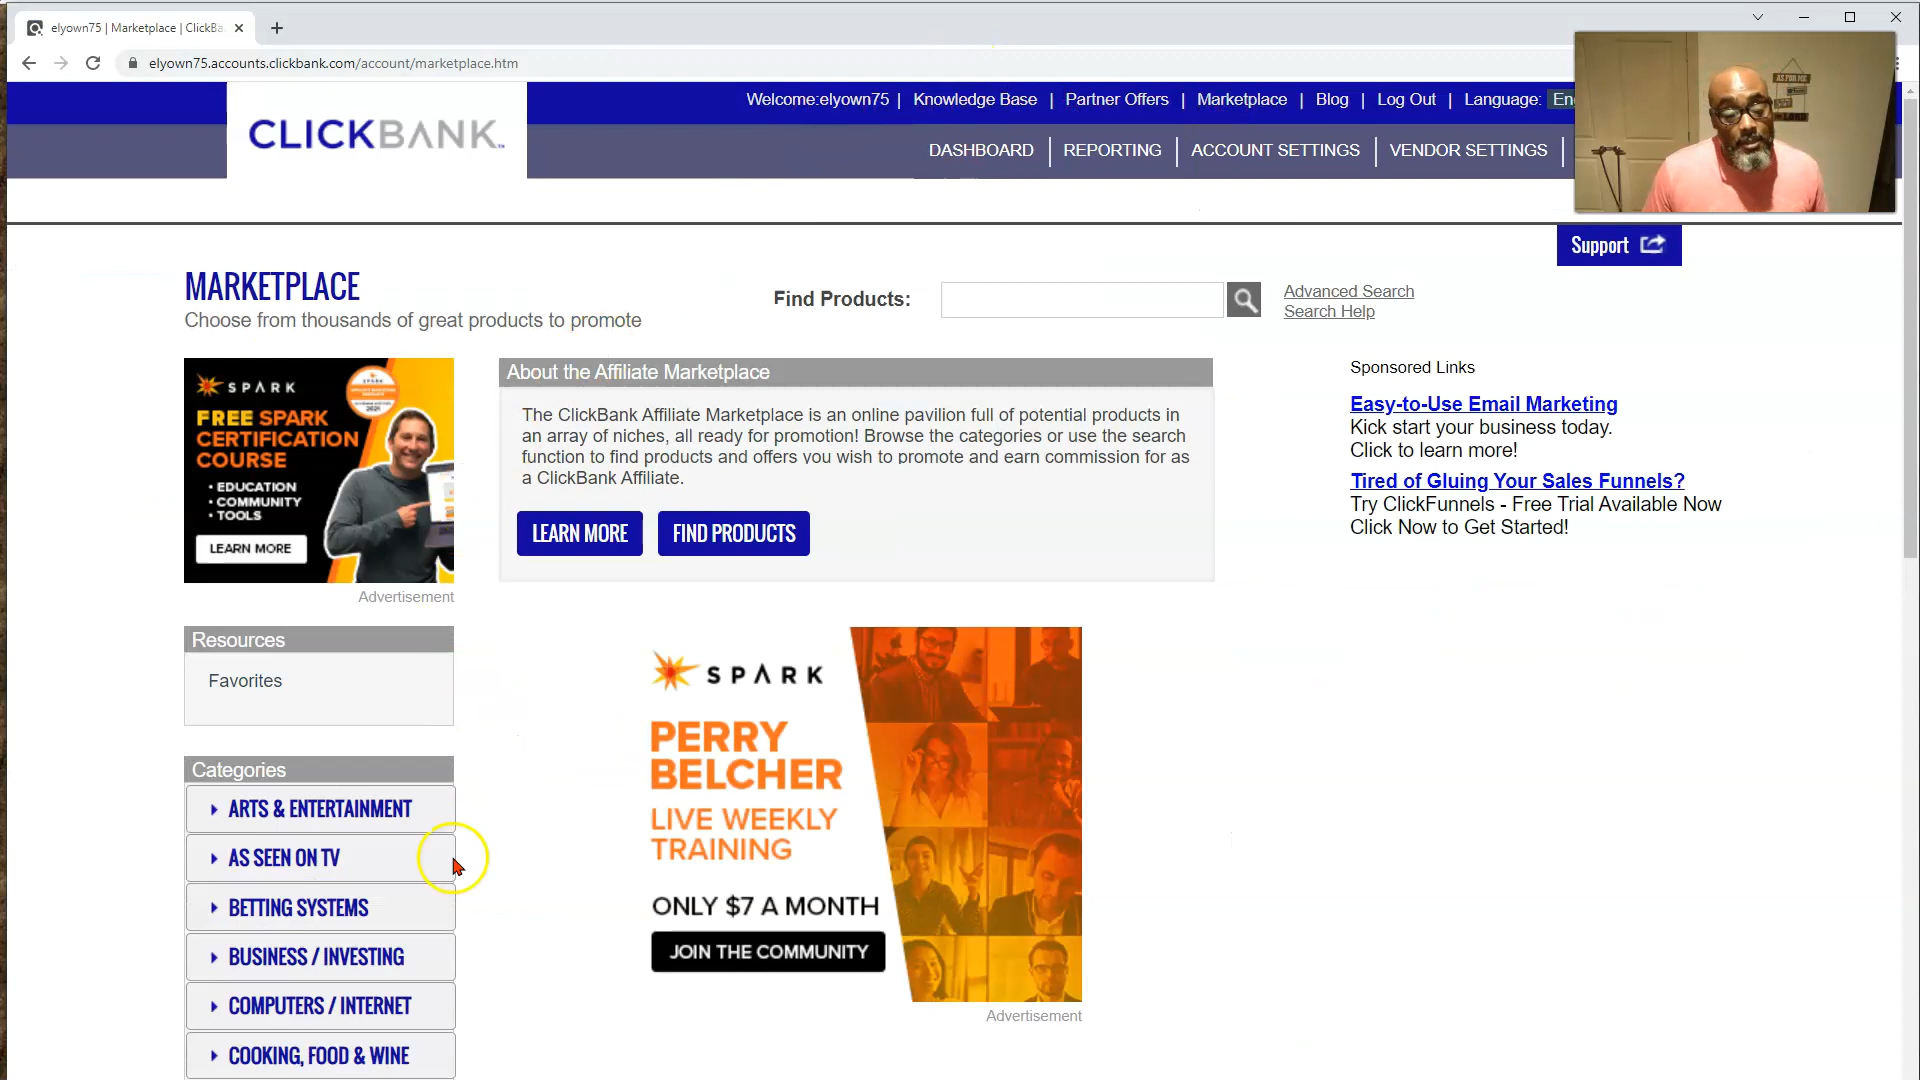 elyown75 | Marketplace | ClickBa
elyown75.accounts.clickbank.com/account/marketplace.htm
Welcome:elyown75 | Knowledge Base | Partner Offers | Marketplace | Blog | Log Out | Language: En
CLICKBANK
DASHBOARD | REPORTING | ACCOUNT SETTINGS | VENDOR SETTINGS |
AS FOR ME
LORD
Support
MARKETPLACE
Choose from thousands of great products to promote
Find Products:
Advanced Search
Search Help
SPARK
FREE SPARK
CERTIFICATION
COURSE
• EDUCATION
• COMMUNITY
• TOOLS
LEARN MORE
Advertisement
About the Affiliate Marketplace
The ClickBank Affiliate Marketplace is an online pavilion full of potential products in
an array of niches, all ready for promotion! Browse the categories or use the search
function to find products and offers you wish to promote and earn commission for as
a ClickBank Affiliate.
LEARN MORE
FIND PRODUCTS
Sponsored Links
Easy-to-Use Email Marketing
Kick start your business today.
Click to learn more!
Tired of Gluing Your Sales Funnels?
Try ClickFunnels - Free Trial Available Now
Click Now to Get Started!
Resources
Favorites
Categories
ARTS & ENTERTAINMENT
AS SEEN ON TV
BETTING SYSTEMS
BUSINESS / INVESTING
COMPUTERS / INTERNET
COOKING, FOOD & WINE
SPARK
PERRY
BELCHER
LIVE WEEKLY
TRAINING
ONLY $7 A MONTH
JOIN THE COMMUNITY
Advertisement